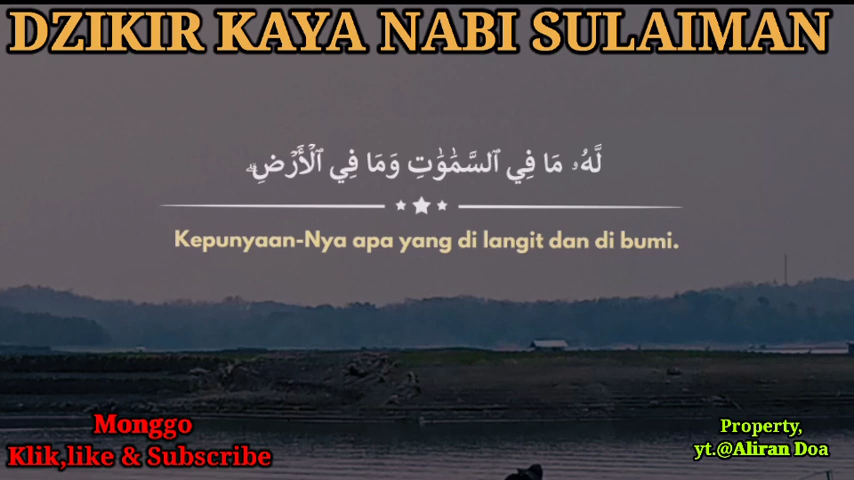 DZIKIR KAYA NABI SULAIMAN
لَّهُۥ مَا فِي ٱلسَّمَٰوَٰتِ وَمَا فِي ٱلۡأَرۡضِۗ
Kepunyaan-Nya apa yang di langit dan di bumi.
Monggo
Klik,like & Subscribe
Property,
yt.@Aliran Doa